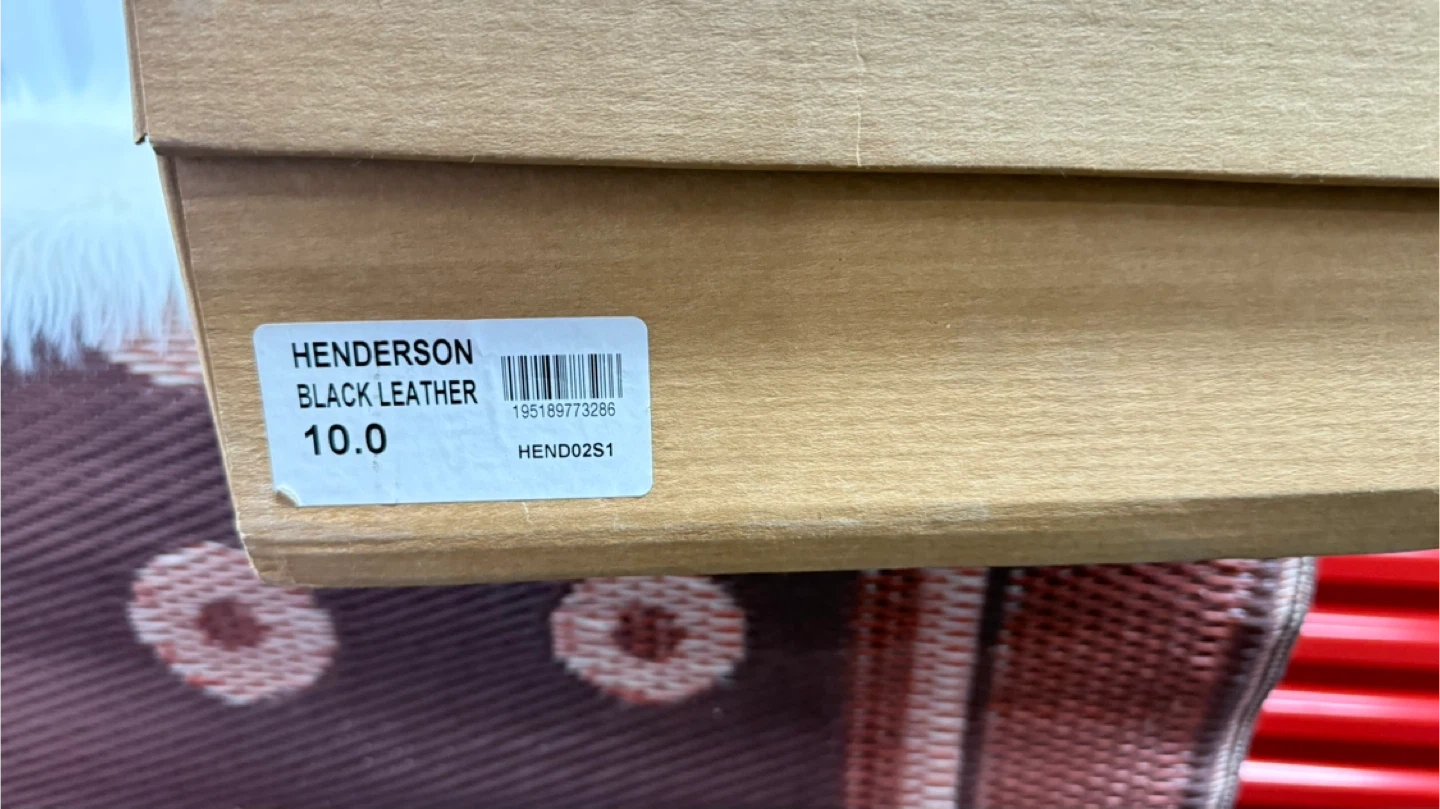 HENDERSON
BLACK LEATHER
10.0
195189773286
HEND02S1